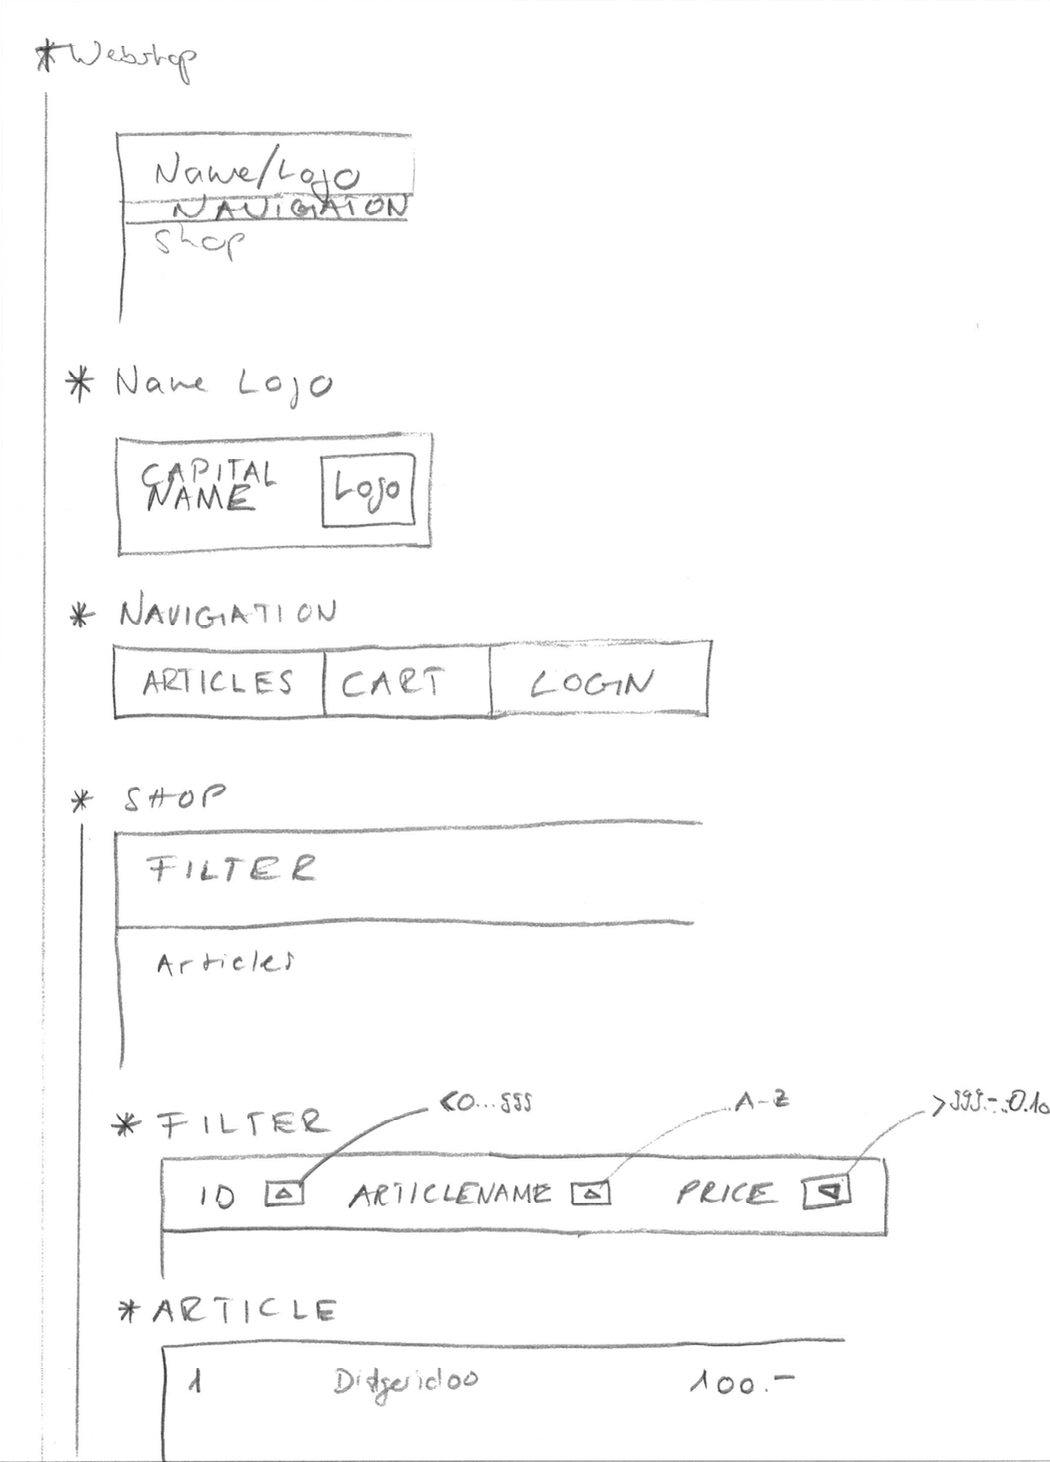 * Webshop
Name/Logo
NAVIGATION
Shop
* Name Logo
CAPITAL
NAME
Logo
* NAVIGATION
ARTICLES CART LOGIN
* SHOP
FILTER
Articles
* FILTER <0...999 A-Z >999.-..0.10
ID ARTICLENAME PRICE
* ARTICLE
1 Didgeridoo 100.-